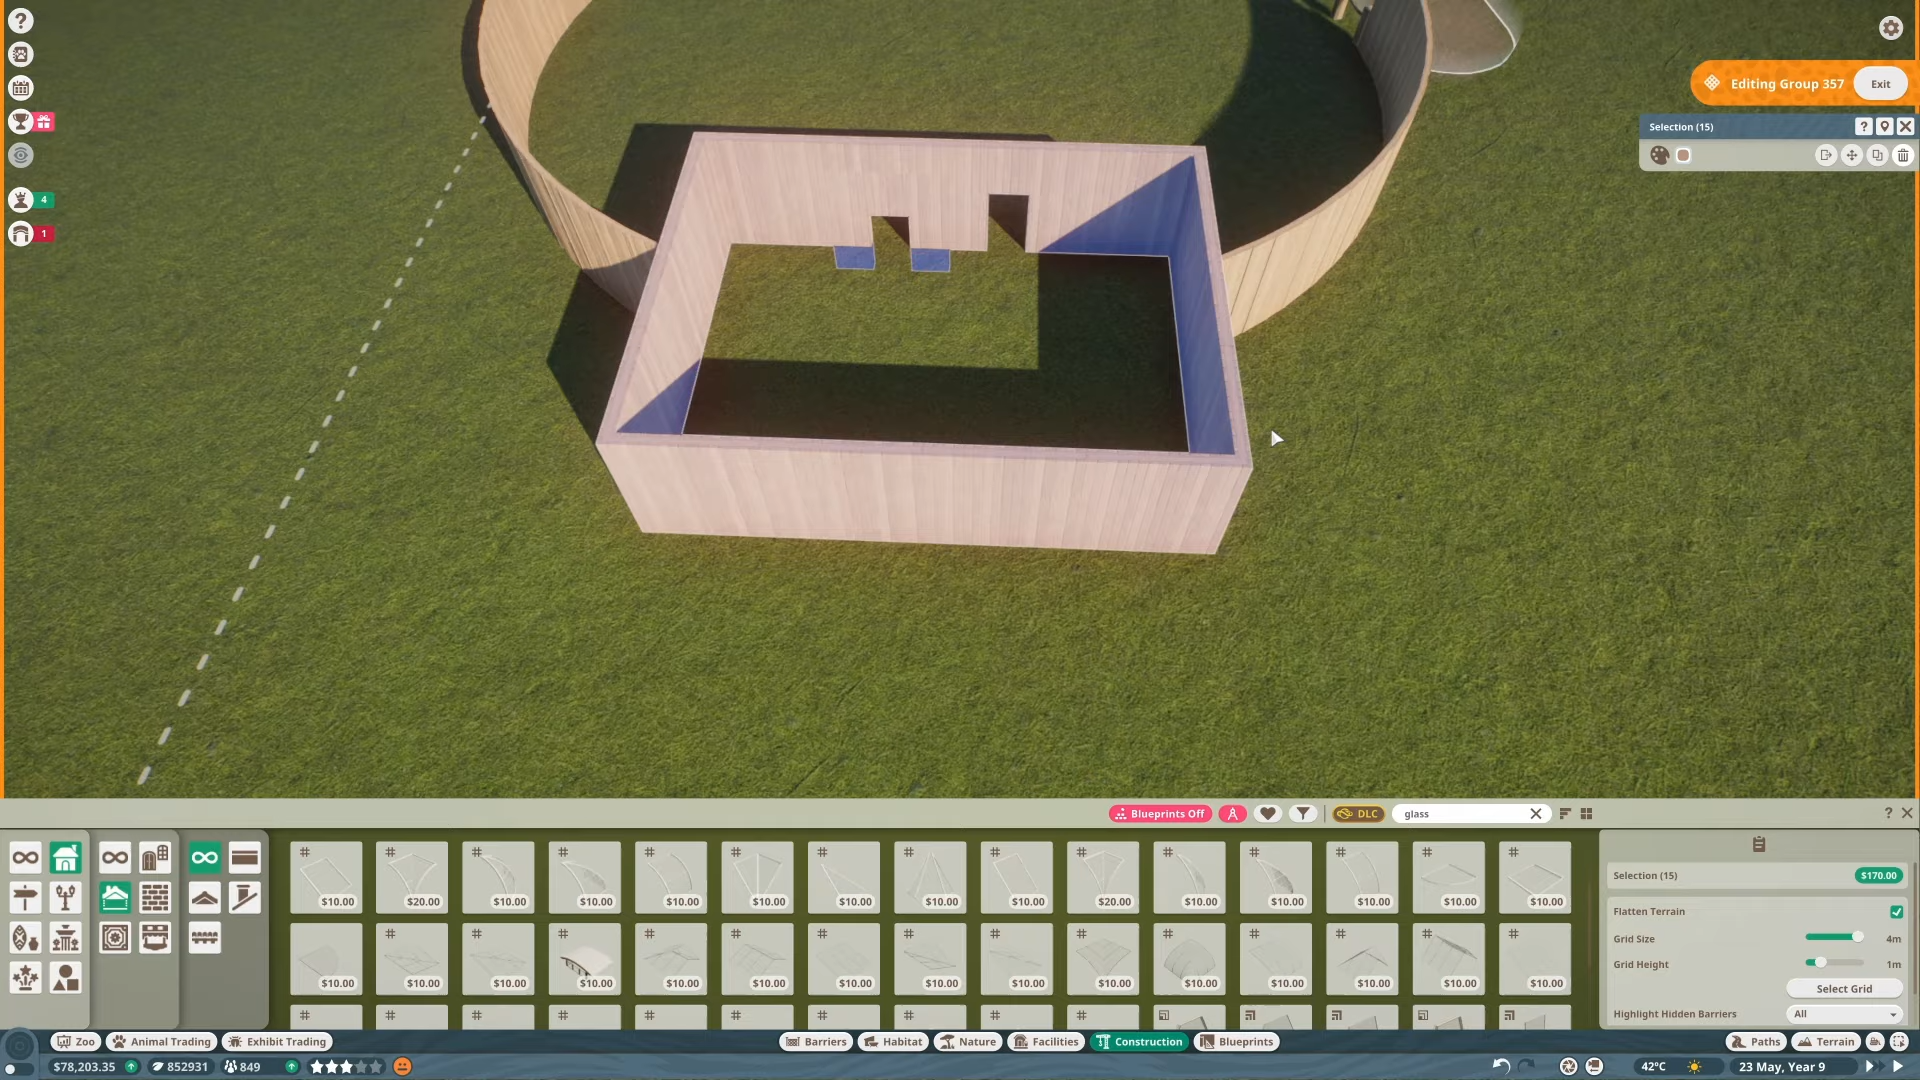 ?
Editing Group 357 Exit
Selection (15) ?
4
1
Blueprints Off DLC glass ?
$10.00 $20.00 $10.00 $10.00 $10.00 $10.00 $10.00 $10.00 $10.00 $20.00 $10.00 $10.00 $10.00 $10.00 $10.00
$10.00 $10.00 $10.00 $10.00 $10.00 $10.00 $10.00 $10.00 $10.00 $10.00 $10.00 $10.00 $10.00 $10.00 $10.00
Selection (15) $170.00
Flatten Terrain
Grid Size 4m
Grid Height 1m
Select Grid
Highlight Hidden Barriers All
Zoo Animal Trading Exhibit Trading Barriers Habitat Nature Facilities Construction Blueprints Paths Terrain
$78,203.35 852931 849 42°C 23 May, Year 9